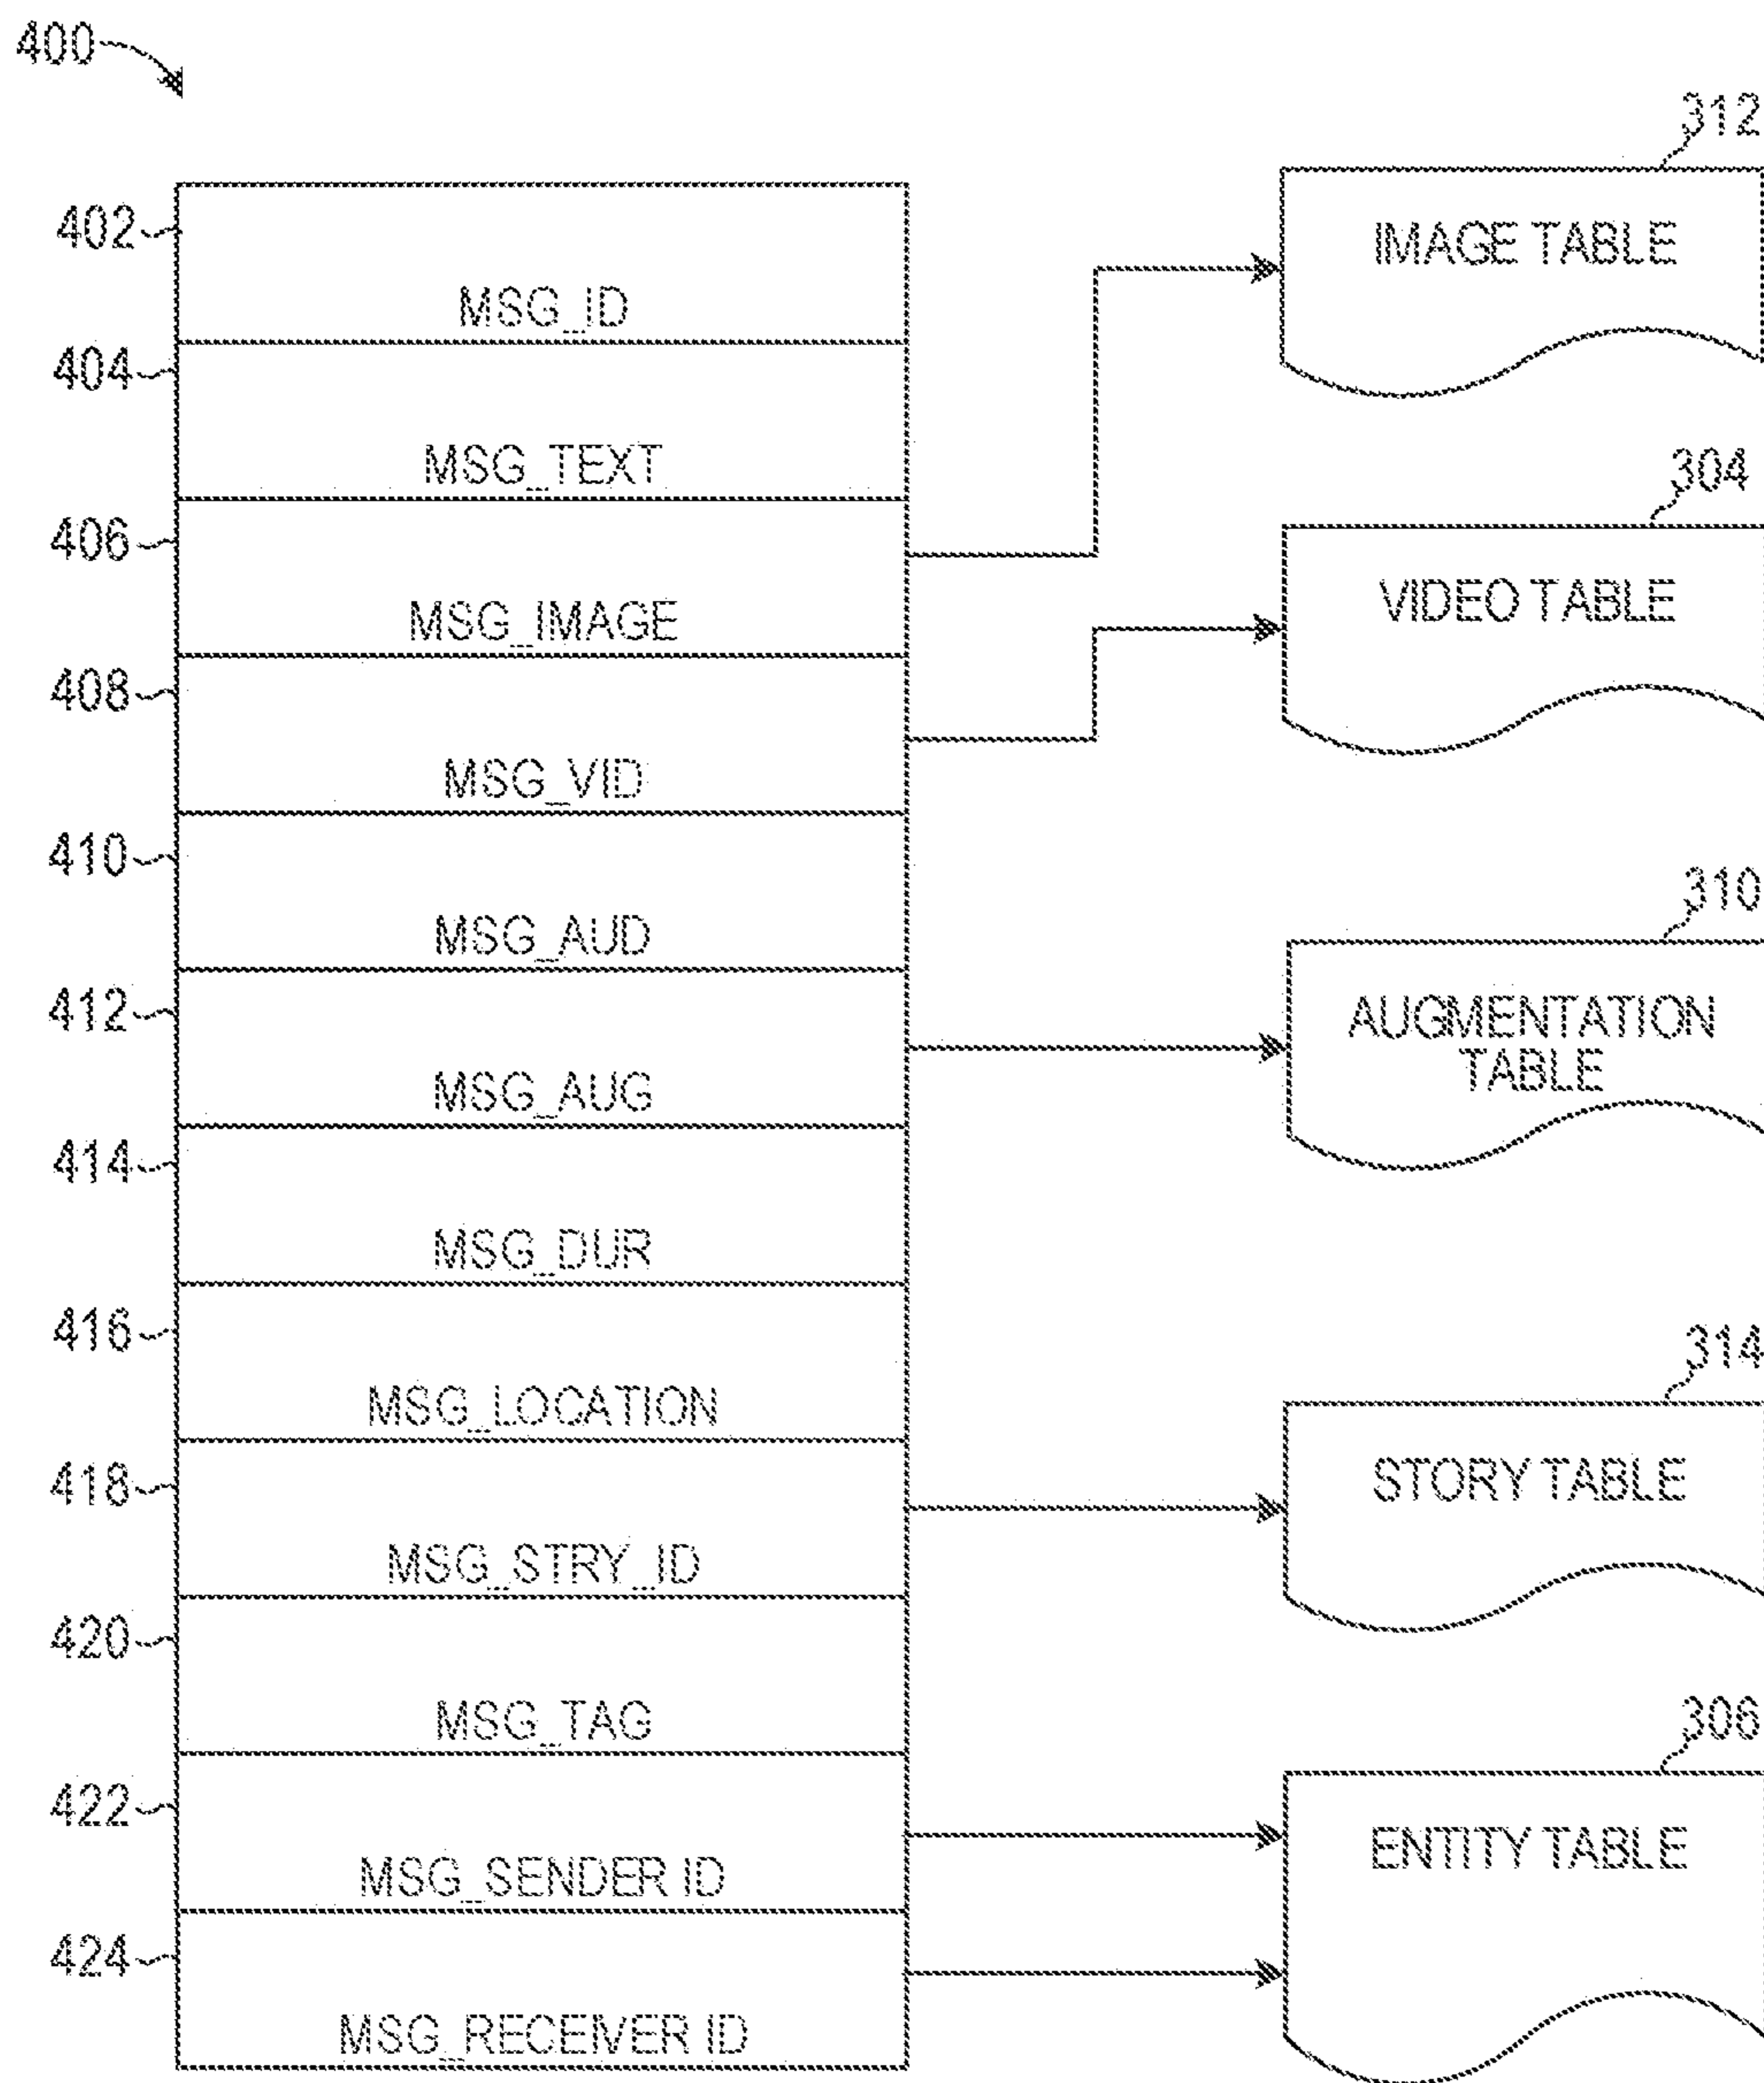 400
312
402
IMAGE TABLE
MSG_ID
404
MSG_TEXT
304
406
VIDEO TABLE
MSG_IMAGE
408
MSG_VID
410
310
MSG_AUD
412
AUGMENTATION
TABLE
MSG_AUG
414
MSG_DUR
416
314
MSG_LOCATION
418
STORY TABLE
MSG_STRY_ID
420
306
MSG_TAG
422
ENTITY TABLE
MSG_SENDER ID
424
MSG_RECEIVER ID